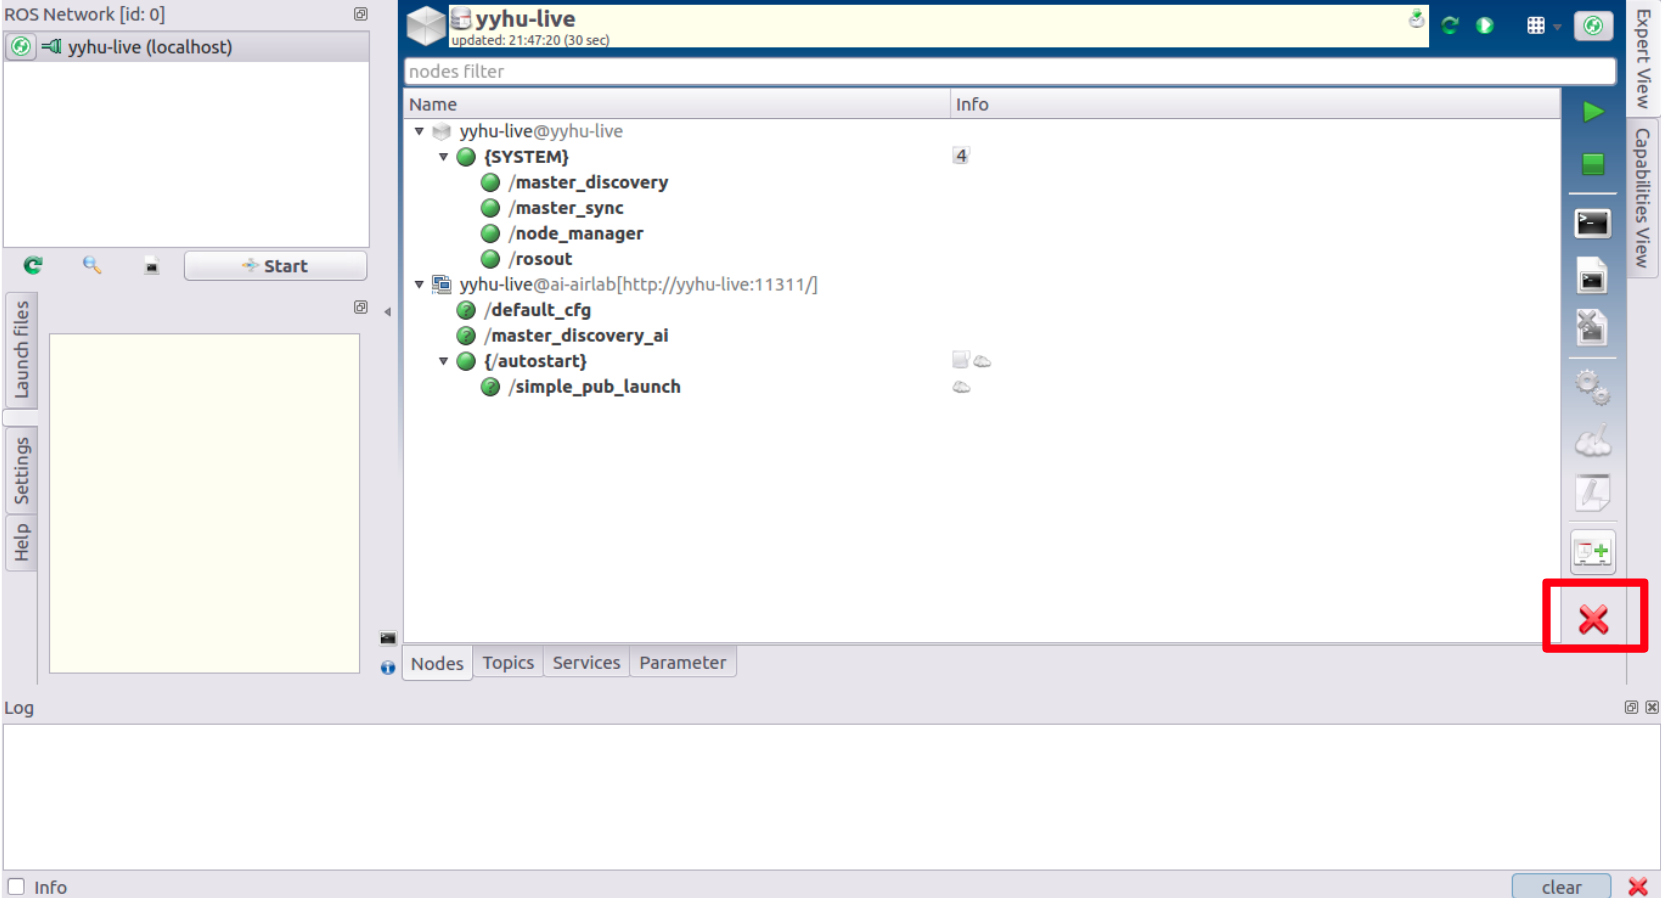 ROS Network [id: 0]
yyhu-live (localhost)
Start
Launch files
Settings
Help
yyhu-live
updated: 21:47:20 (30 sec)
nodes filter
Name
Info
yyhu-live@yyhu-live
{SYSTEM}
4
/master_discovery
/master_sync
/node_manager
/rosout
yyhu-live@ai-airlab[http://yyhu-live:11311/]
/default_cfg
/master_discovery_ai
{/autostart}
/simple_pub_launch
Nodes
Topics
Services
Parameter
Expert View
Capabilities View
Log
Info
clear